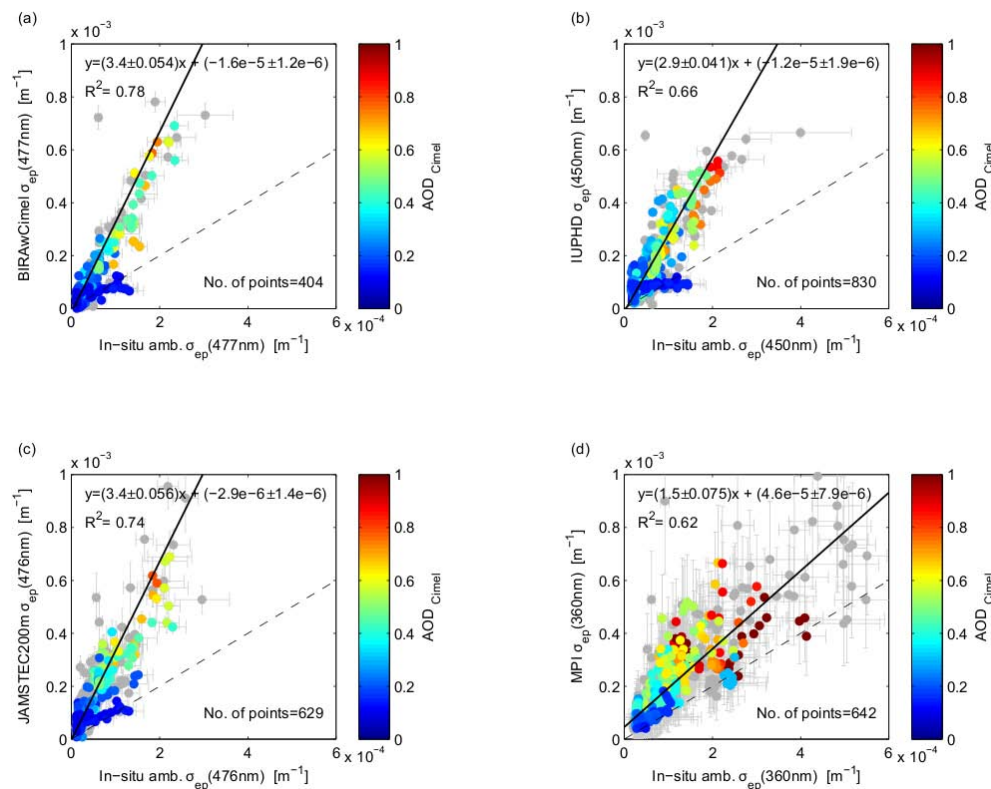 (a)
x 10⁻³
y=(3.4±0.054)x + (−1.6e−5±1.2e−6)
R²= 0.78
No. of points=404
1
0.8
0.6
0.4
0.2
0
0 2 4 6
x 10⁻⁴
BIRAwCimel σep(477nm) [m⁻¹]
In−situ amb. σep(477nm) [m⁻¹]
1
0.8
0.6
0.4
0.2
0
AOD Cimel
(b)
x 10⁻³
y=(2.9±0.041)x + (−1.2e−5±1.9e−6)
R²= 0.66
No. of points=830
1
0.8
0.6
0.4
0.2
0
0 2 4 6
x 10⁻⁴
IUPHD σep(450nm) [m⁻¹]
In−situ amb. σep(450nm) [m⁻¹]
1
0.8
0.6
0.4
0.2
0
AOD Cimel
(c)
x 10⁻³
y=(3.4±0.056)x + (−2.9e−6±1.4e−6)
R²= 0.74
No. of points=629
1
0.8
0.6
0.4
0.2
0
0 2 4 6
x 10⁻⁴
JAMSTEC200m σep(476nm) [m⁻¹]
In−situ amb. σep(476nm) [m⁻¹]
1
0.8
0.6
0.4
0.2
0
AOD Cimel
(d)
x 10⁻³
y=(1.5±0.075)x + (4.6e−5±7.9e−6)
R²= 0.62
No. of points=642
1
0.8
0.6
0.4
0.2
0
0 2 4 6
x 10⁻⁴
MPI σep(360nm) [m⁻¹]
In−situ amb. σep(360nm) [m⁻¹]
1
0.8
0.6
0.4
0.2
0
AOD Cimel